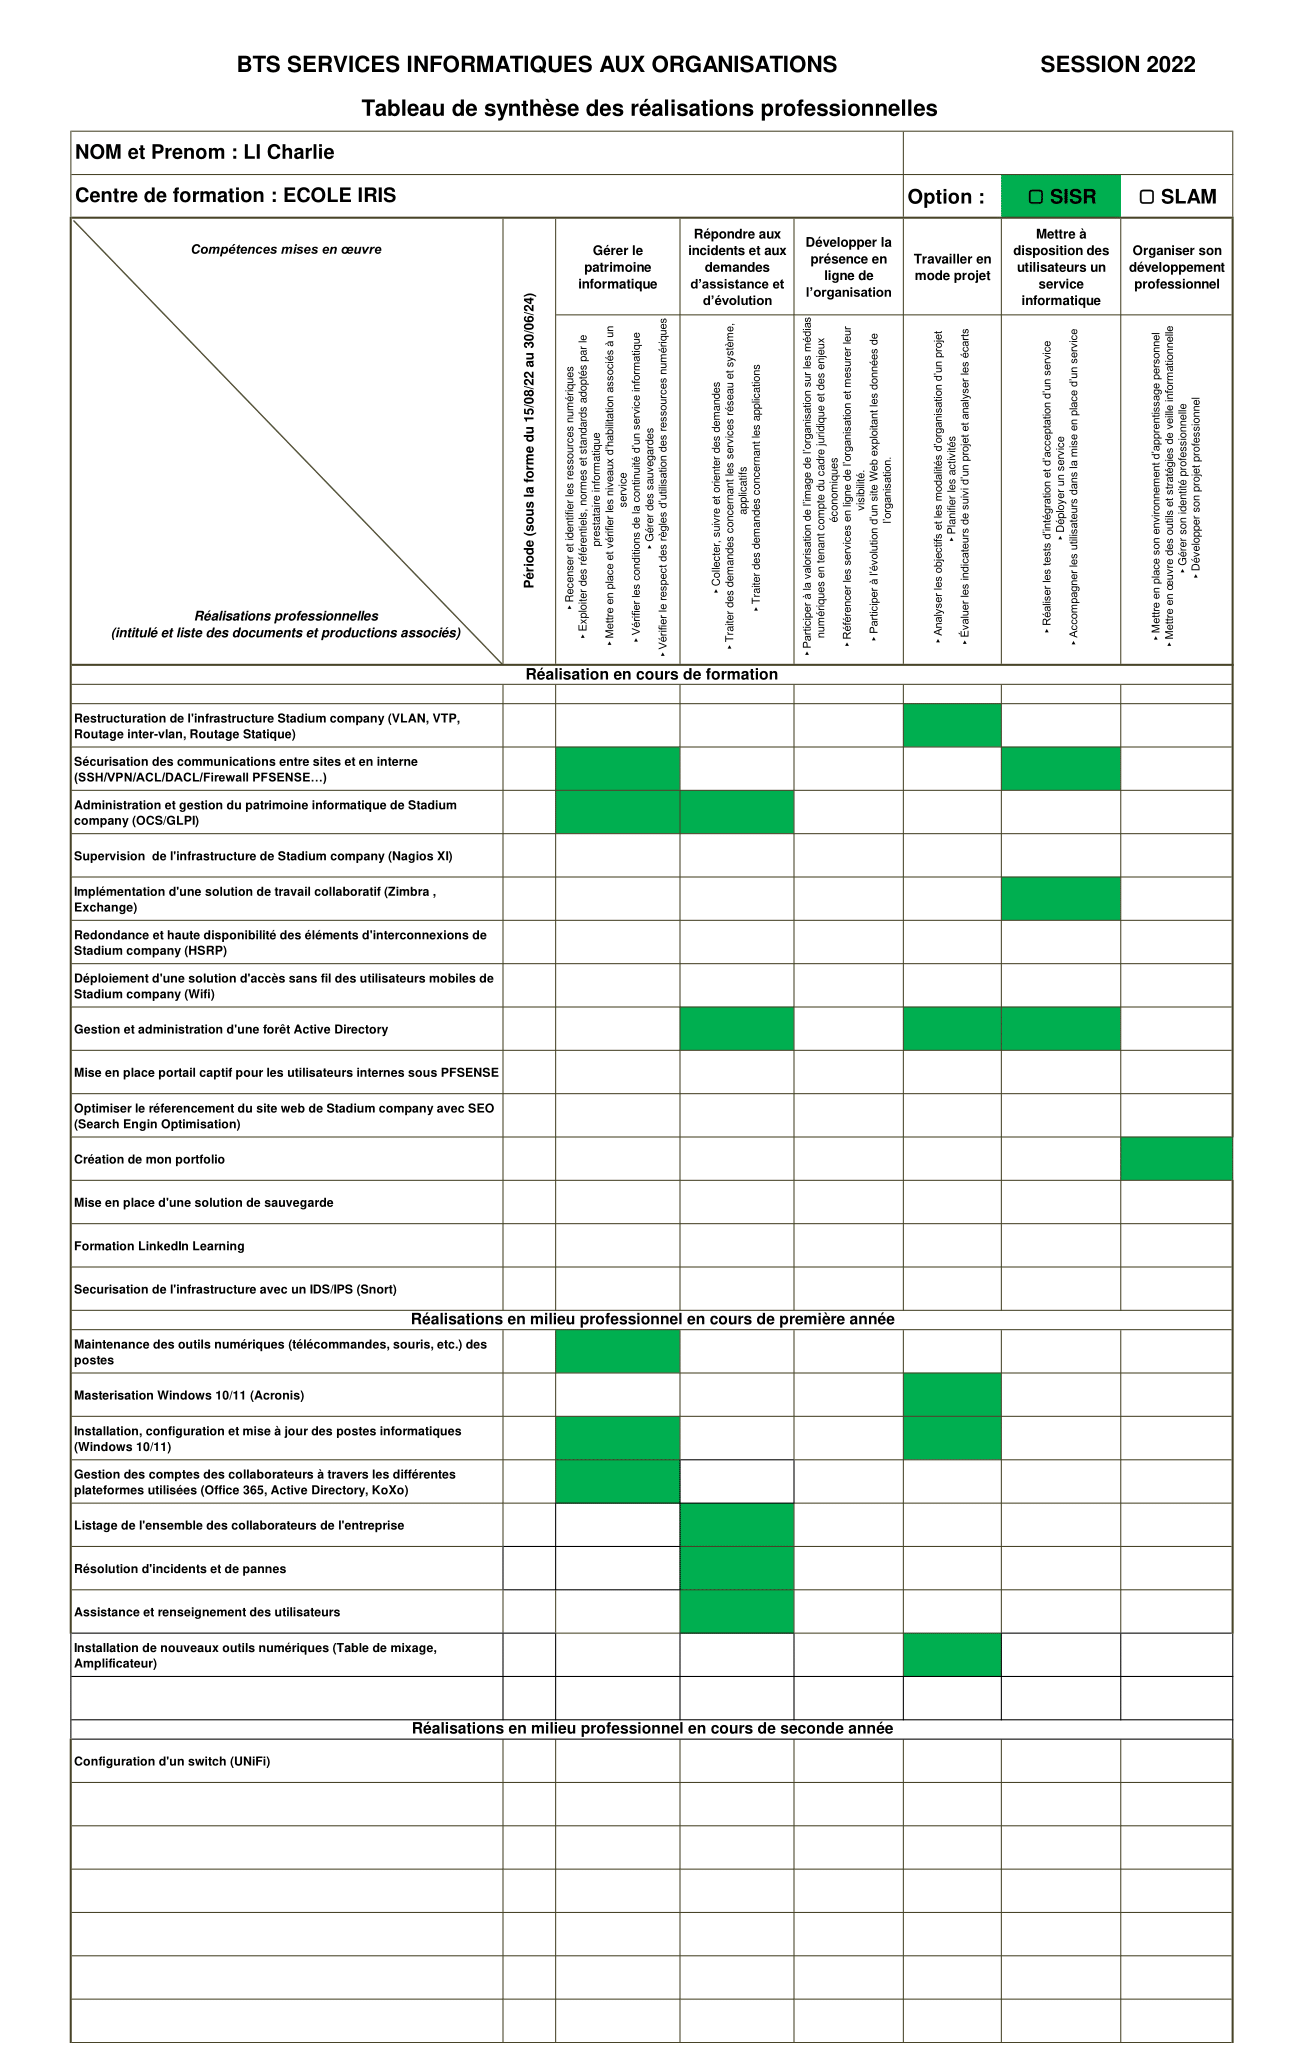 BTS SERVICES INFORMATIQUES AUX ORGANISATIONS
SESSION 2022
Tableau de synthèse des réalisations professionnelles
NOM et Prenom : LI Charlie
Centre de formation : ECOLE IRIS
Option :
☐ SISR
☐ SLAM
Compétences mises en œuvre
Réalisations professionnelles
(intitulé et liste des documents et productions associés)
Période (sous la forme du 15/08/22 au 30/06/24)
Gérer le
patrimoine
informatique
Répondre aux
incidents et aux
demandes
d'assistance et
d'évolution
Développer la
présence en
ligne de
l'organisation
Travailler en
mode projet
Mettre à
disposition des
utilisateurs un
service
informatique
Organiser son
développement
professionnel
‣ Recenser et identifier les ressources numériques
‣ Exploiter des référentiels, normes et standards adoptés par le
prestataire informatique
‣ Mettre en place et vérifier les niveaux d'habilitation associés à un
service
‣ Vérifier les conditions de la continuité d'un service informatique
‣ Gérer des sauvegardes
‣ Vérifier le respect des règles d'utilisation des ressources numériques
‣ Collecter, suivre et orienter des demandes
‣ Traiter des demandes concernant les services réseau et système,
applicatifs
‣ Traiter des demandes concernant les applications
‣ Participer à la valorisation de l'image de l'organisation sur les médias
numériques en tenant compte du cadre juridique et des enjeux
économiques
‣ Référencer les services en ligne de l'organisation et mesurer leur
visibilité.
‣ Participer à l'évolution d'un site Web exploitant les données de
l'organisation.
‣ Analyser les objectifs et les modalités d'organisation d'un projet
‣ Planifier les activités
‣ Évaluer les indicateurs de suivi d'un projet et analyser les écarts
‣ Réaliser les tests d'intégration et d'acceptation d'un service
‣ Déployer un service
‣ Accompagner les utilisateurs dans la mise en place d'un service
‣ Mettre en place son environnement d'apprentissage personnel
‣ Mettre en œuvre des outils et stratégies de veille informationnelle
‣ Gérer son identité professionnelle
‣ Développer son projet professionnel
Réalisation en cours de formation
Restructuration de l'infrastructure Stadium company (VLAN, VTP,
Routage inter-vlan, Routage Statique)
Sécurisation des communications entre sites et en interne
(SSH/VPN/ACL/DACL/Firewall PFSENSE…)
Administration et gestion du patrimoine informatique de Stadium
company (OCS/GLPI)
Supervision  de l'infrastructure de Stadium company (Nagios XI)
Implémentation d'une solution de travail collaboratif (Zimbra ,
Exchange)
Redondance et haute disponibilité des éléments d'interconnexions de
Stadium company (HSRP)
Déploiement d'une solution d'accès sans fil des utilisateurs mobiles de
Stadium company (Wifi)
Gestion et administration d'une forêt Active Directory
Mise en place portail captif pour les utilisateurs internes sous PFSENSE
Optimiser le réferencement du site web de Stadium company avec SEO
(Search Engin Optimisation)
Création de mon portfolio
Mise en place d'une solution de sauvegarde
Formation LinkedIn Learning
Securisation de l'infrastructure avec un IDS/IPS (Snort)
Réalisations en milieu professionnel en cours de première année
Maintenance des outils numériques (télécommandes, souris, etc.) des
postes
Masterisation Windows 10/11 (Acronis)
Installation, configuration et mise à jour des postes informatiques
(Windows 10/11)
Gestion des comptes des collaborateurs à travers les différentes
plateformes utilisées (Office 365, Active Directory, KoXo)
Listage de l'ensemble des collaborateurs de l'entreprise
Résolution d'incidents et de pannes
Assistance et renseignement des utilisateurs
Installation de nouveaux outils numériques (Table de mixage,
Amplificateur)
Réalisations en milieu professionnel en cours de seconde année
Configuration d'un switch (UNiFi)